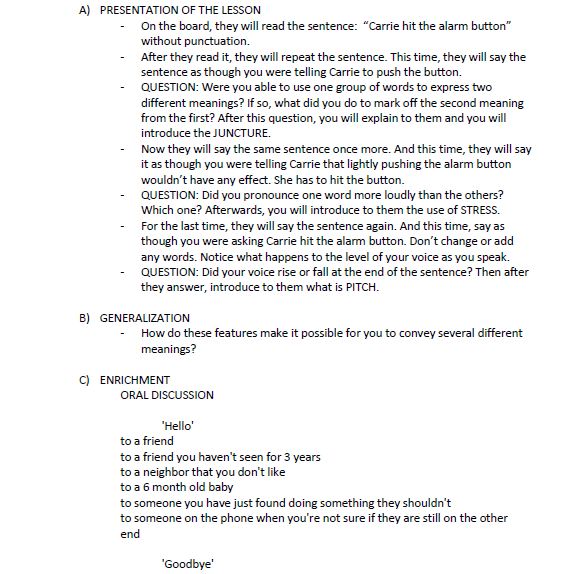 A) PRESENTATION OF THE LESSON
- On the board, they will read the sentence: “Carrie hit the alarm button”
without punctuation.
- After they read it, they will repeat the sentence. This time, they will say the
sentence as though you were telling Carrie to push the button.
- QUESTION: Were you able to use one group of words to express two
different meanings? If so, what did you do to mark off the second meaning
from the first? After this question, you will explain to them and you will
introduce the JUNCTURE.
- Now they will say the same sentence once more. And this time, they will say
it as though you were telling Carrie that lightly pushing the alarm button
wouldn’t have any effect. She has to hit the button.
- QUESTION: Did you pronounce one word more loudly than the others?
Which one? Afterwards, you will introduce to them the use of STRESS.
- For the last time, they will say the sentence again. And this time, say as
though you were asking Carrie hit the alarm button. Don’t change or add
any words. Notice what happens to the level of your voice as you speak.
- QUESTION: Did your voice rise or fall at the end of the sentence? Then after
they answer, introduce to them what is PITCH.
B) GENERALIZATION
- How do these features make it possible for you to convey several different
meanings?
C) ENRICHMENT
ORAL DISCUSSION
'Hello'
to a friend
to a friend you haven't seen for 3 years
to a neighbor that you don't like
to a 6 month old baby
to someone you have just found doing something they shouldn't
to someone on the phone when you're not sure if they are still on the other
end
'Goodbye'